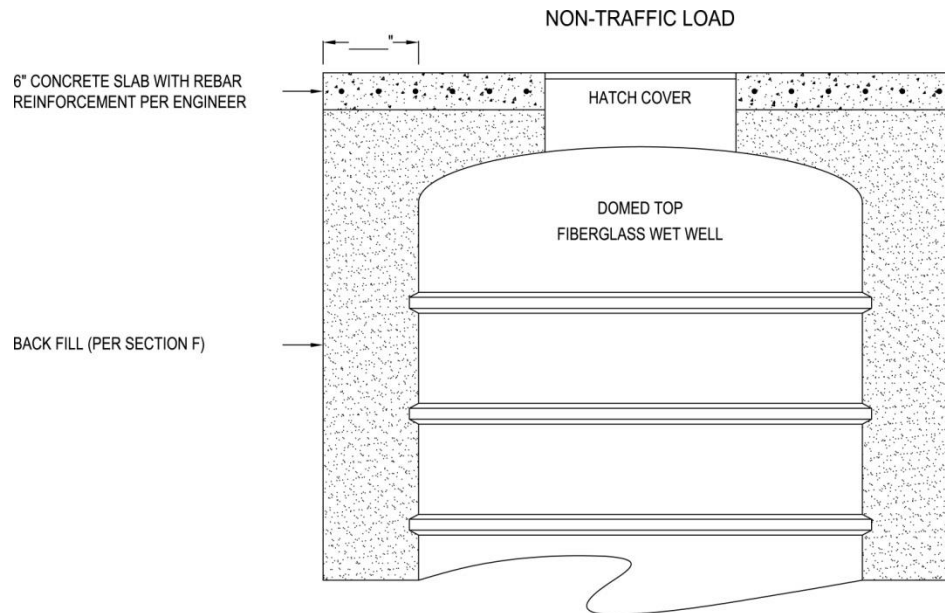 NON-TRAFFIC LOAD
____"
6" CONCRETE SLAB WITH REBAR
REINFORCEMENT PER ENGINEER
HATCH COVER
DOMED TOP
FIBERGLASS WET WELL
BACK FILL (PER SECTION F)